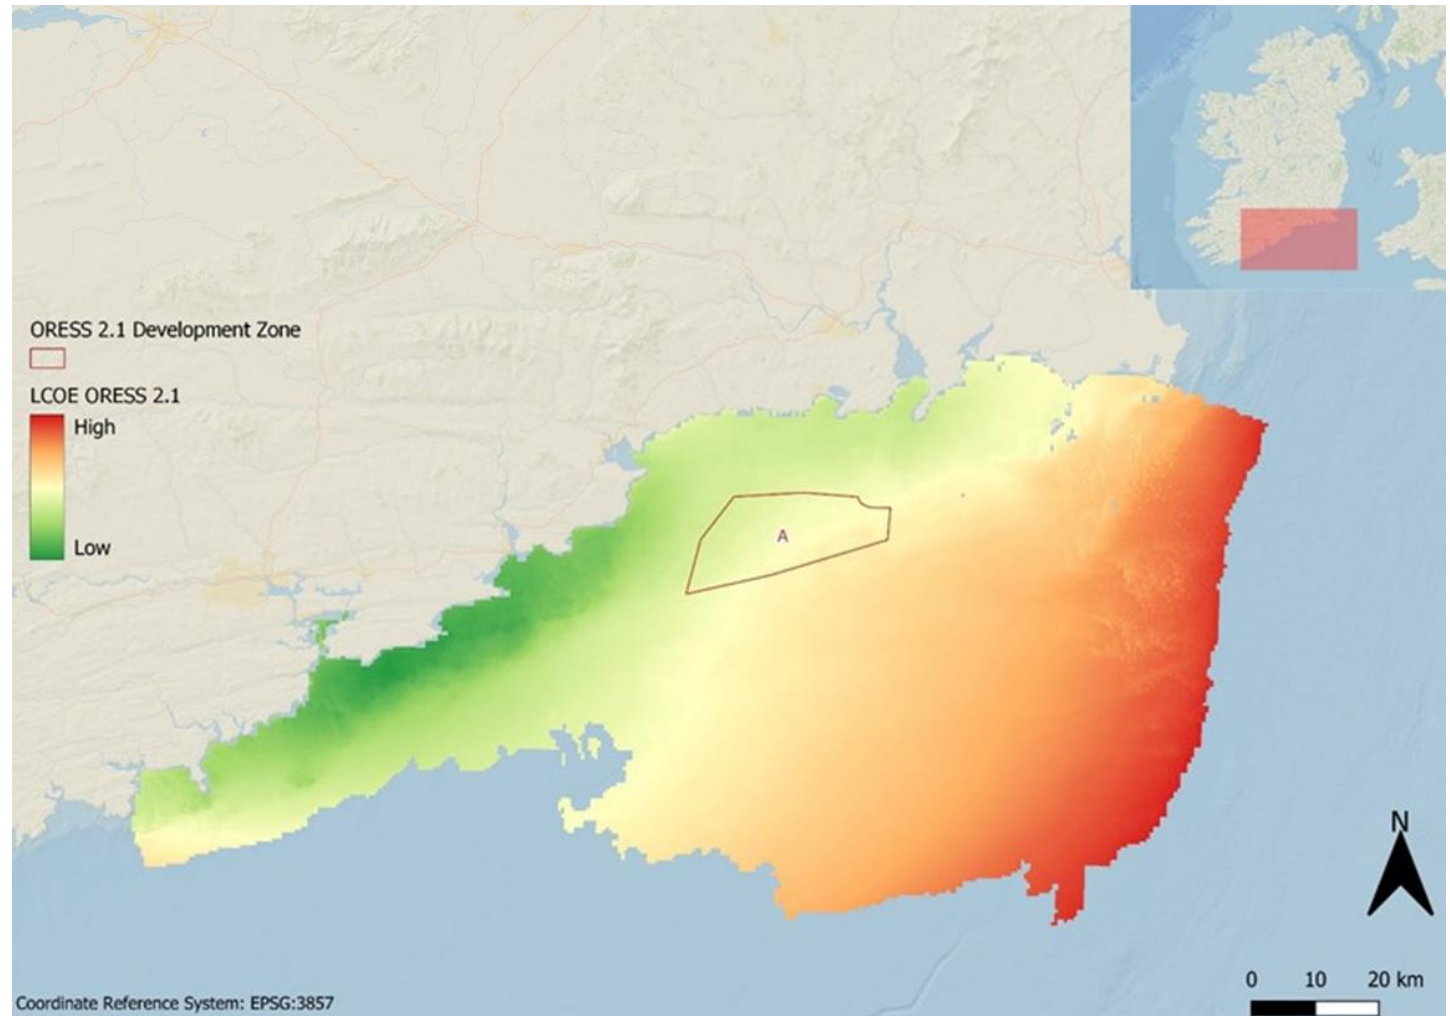 ORESS 2.1 Development Zone
LCOE ORESS 2.1
High
Low
A
N
0 10 20 km
Coordinate Reference System: EPSG:3857